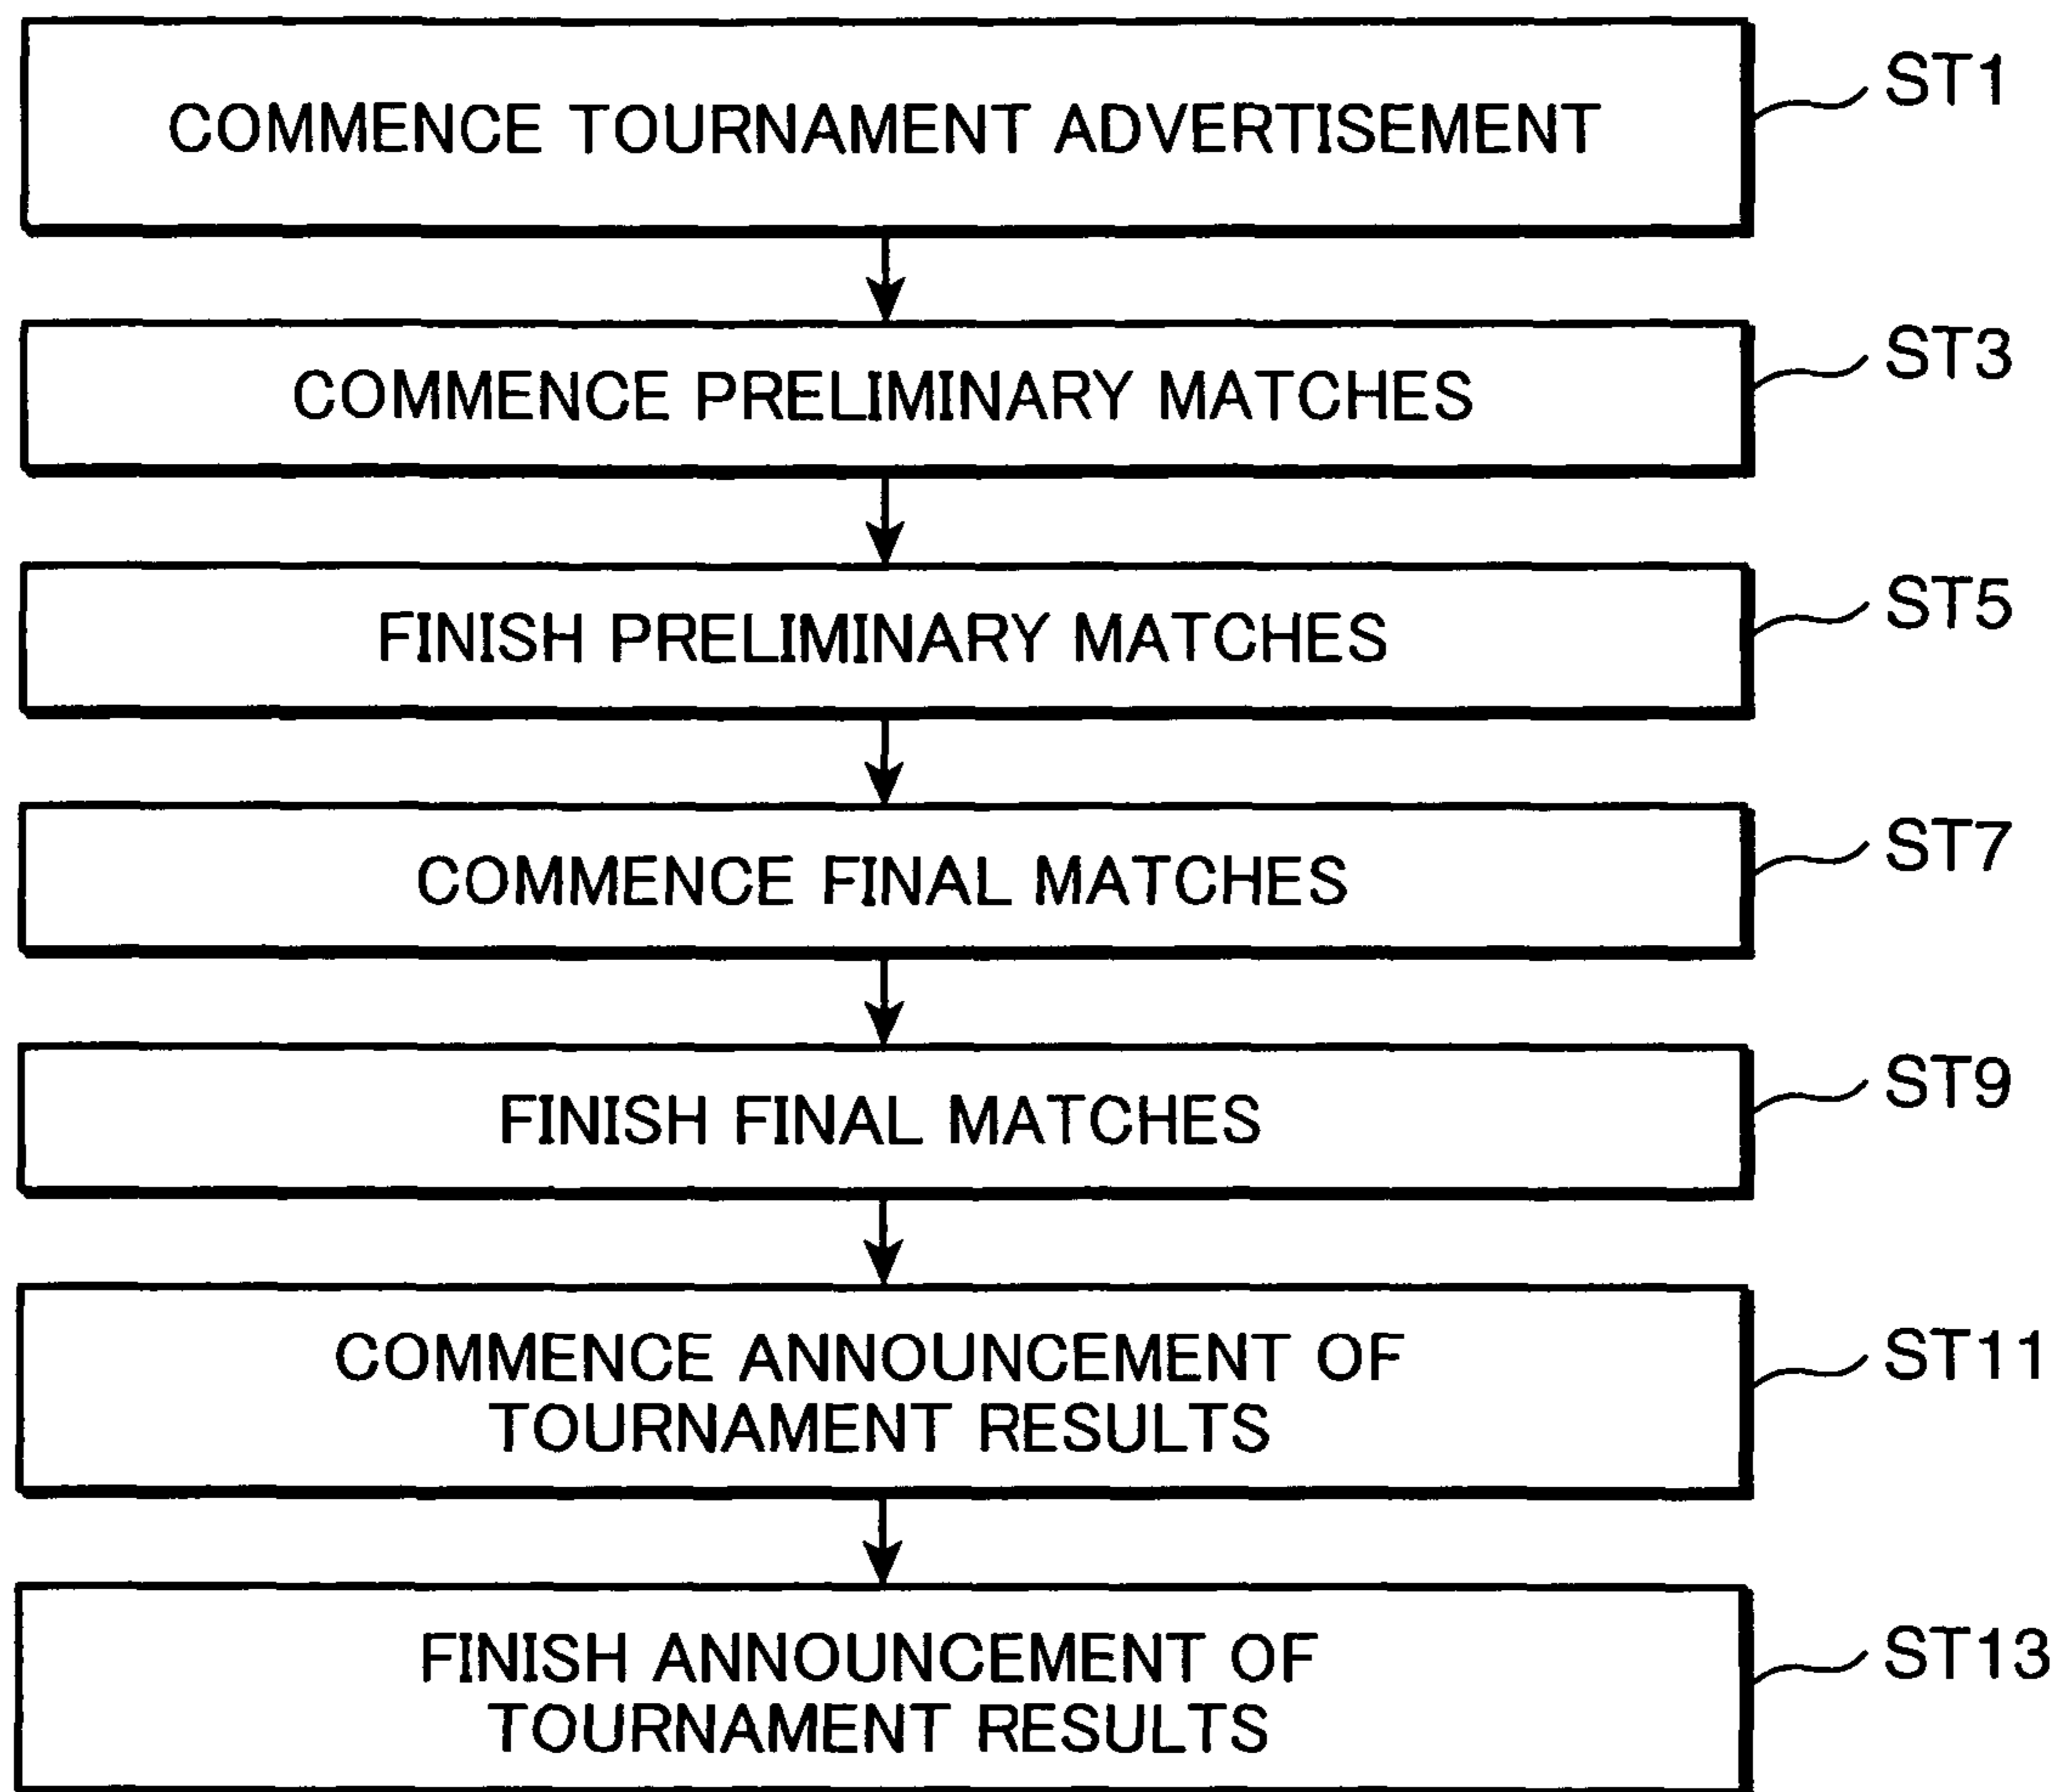 COMMENCE TOURNAMENT ADVERTISEMENT
ST1
COMMENCE PRELIMINARY MATCHES
ST3
FINISH PRELIMINARY MATCHES
ST5
COMMENCE FINAL MATCHES
ST7
FINISH FINAL MATCHES
ST9
COMMENCE ANNOUNCEMENT OF
TOURNAMENT RESULTS
ST11
FINISH ANNOUNCEMENT OF
TOURNAMENT RESULTS
ST13